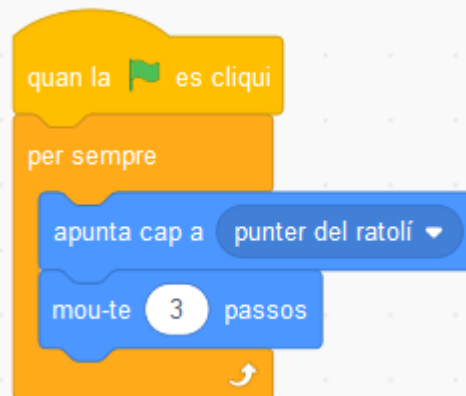 quan la es cliqui
per sempre
apunta cap a punter del ratolí
mou-te 3 passos